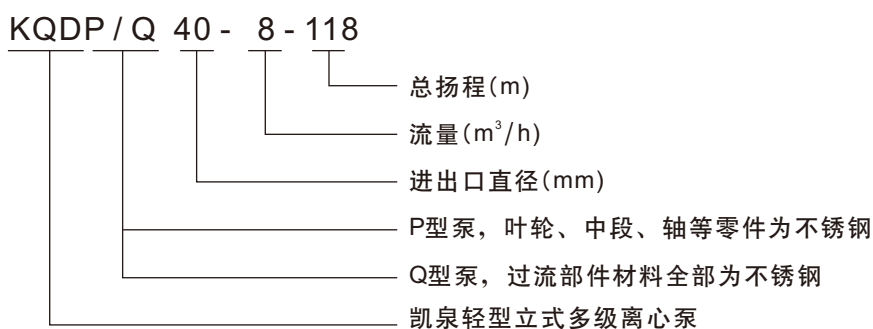 KQDP/Q 40- 8-118
总扬程(m)
流量(m³/h)
进出口直径(mm)
P型泵，叶轮、中段、轴等零件为不锈钢
Q型泵，过流部件材料全部为不锈钢
凯泉轻型立式多级离心泵